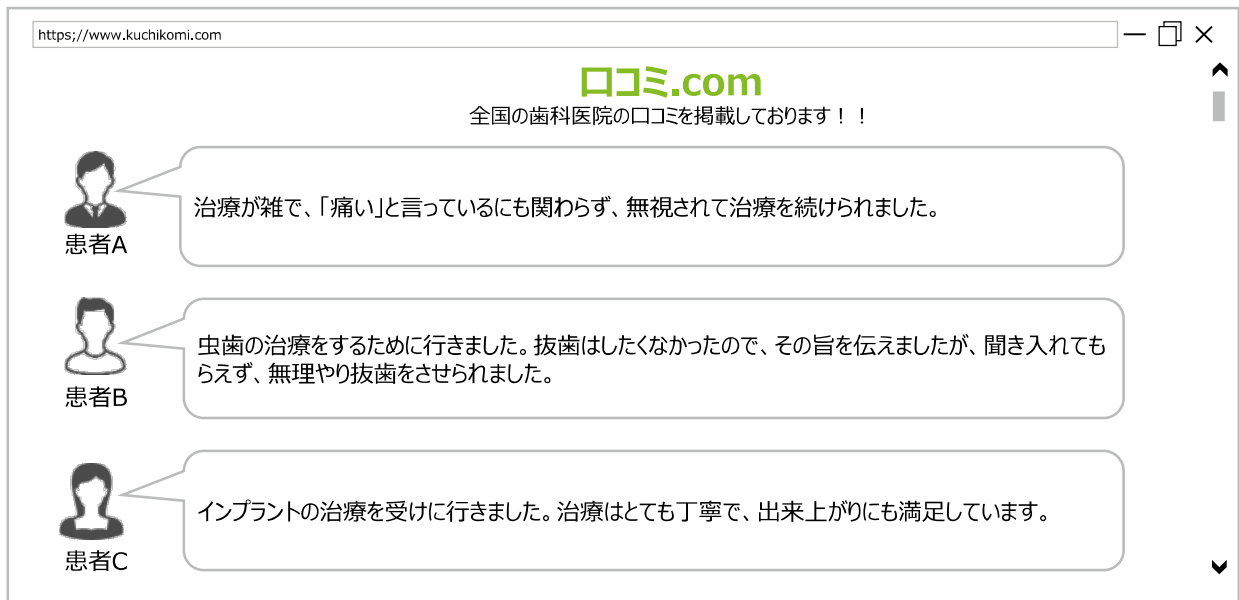 https;//www.kuchikomi.com
口コミ.com
全国の歯科医院の口コミを掲載しております！！
治療が雑で、「痛い」と言っているにも関わらず、無視されて治療を続けられました。
患者A
虫歯の治療をするために行きました。抜歯はしたくなかったので、その旨を伝えましたが、聞き入れても
らえず、無理やり抜歯をさせられました。
患者B
インプラントの治療を受けに行きました。治療はとても丁寧で、出来上がりにも満足しています。
患者C